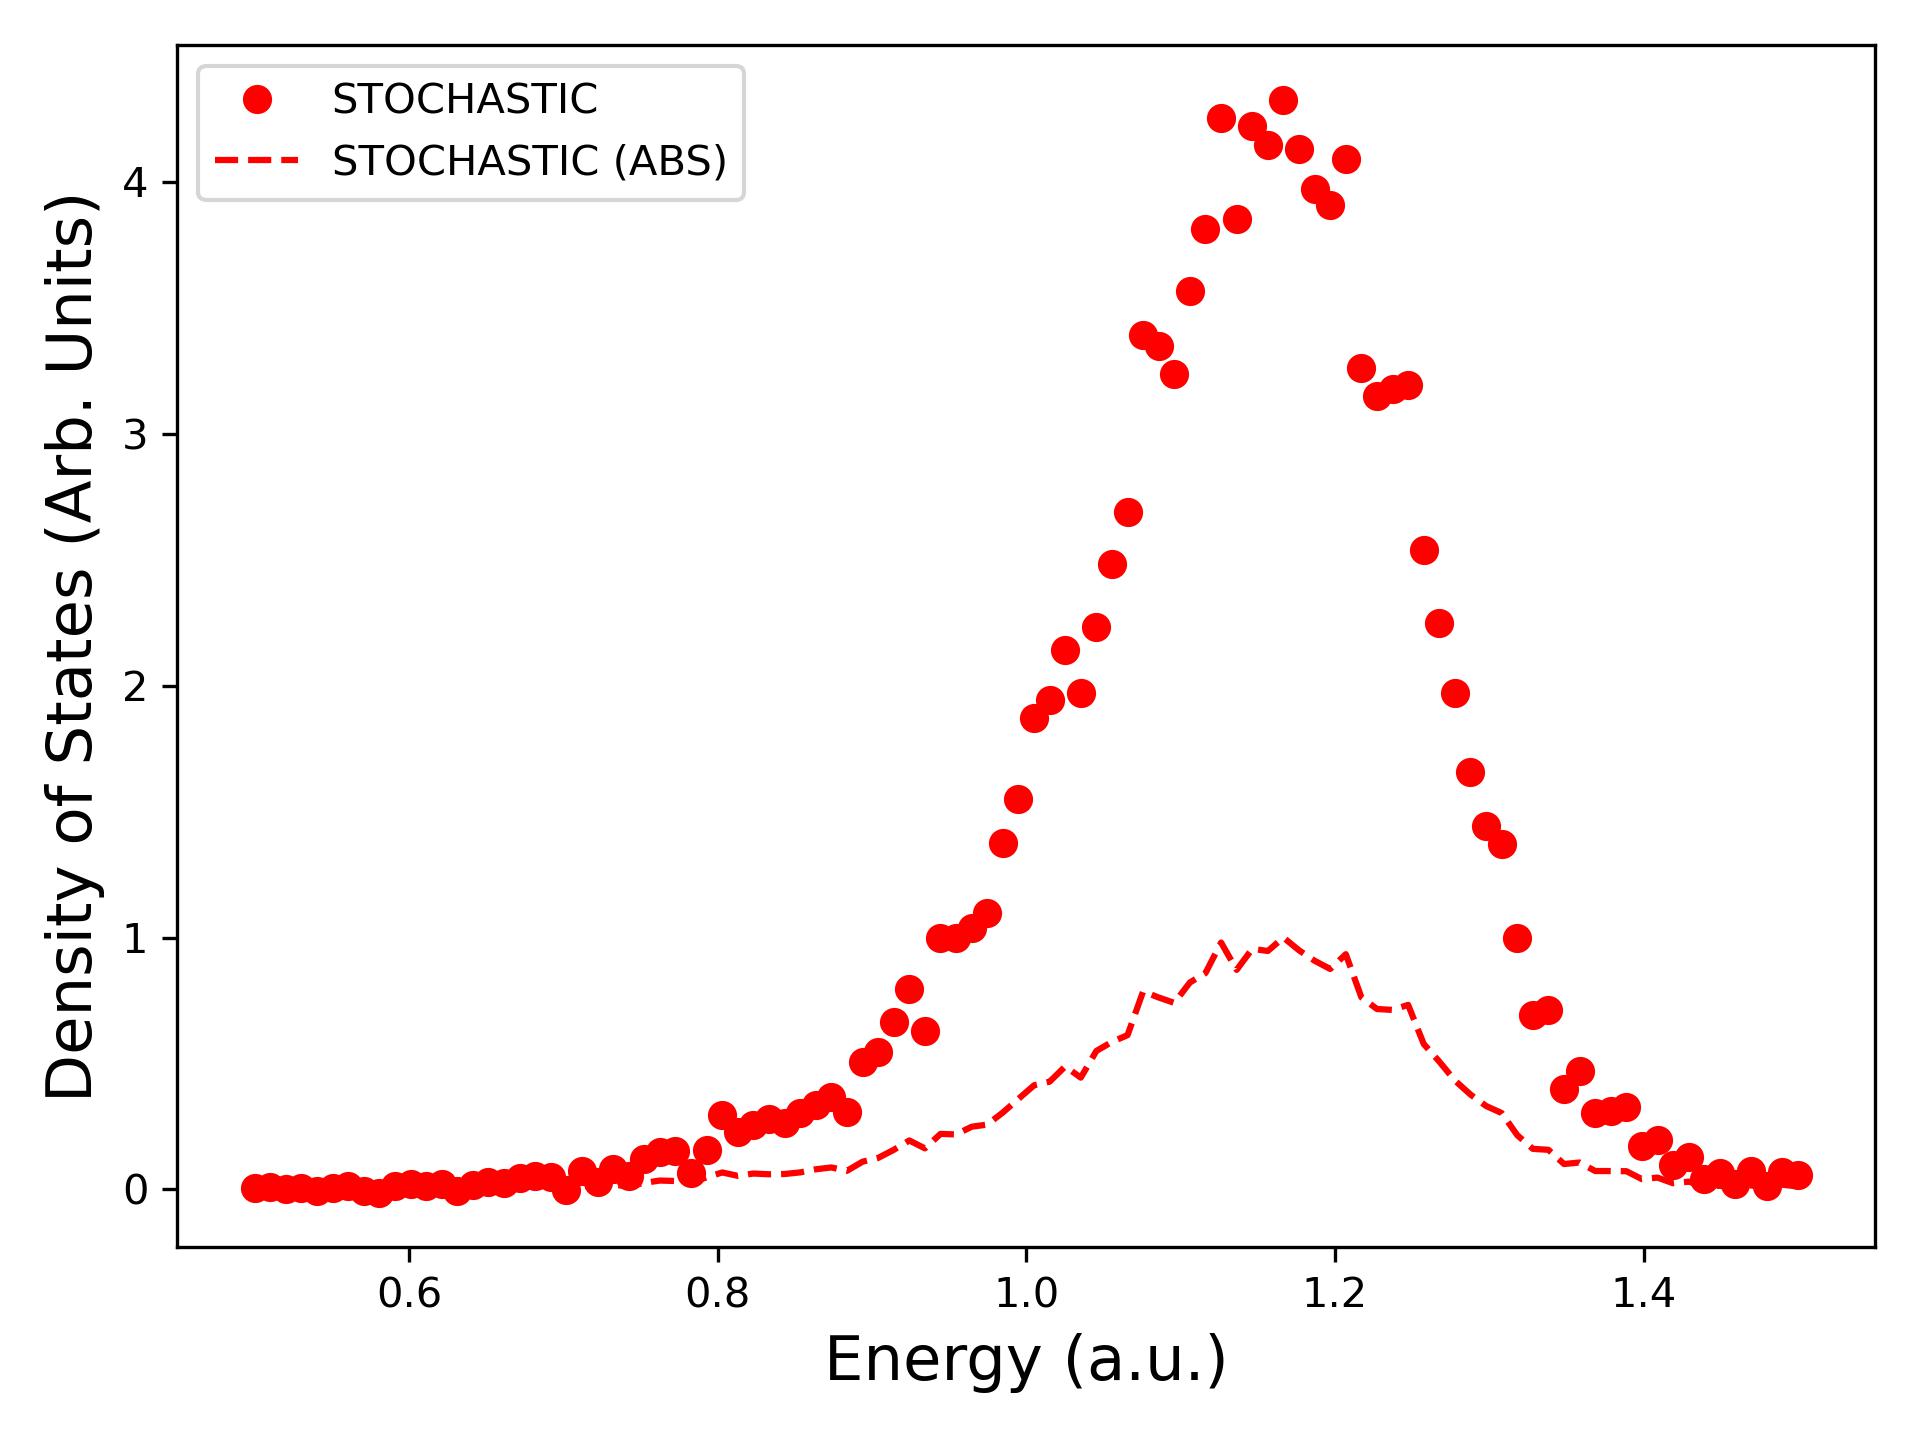 STOCHASTIC
STOCHASTIC (ABS)
Density of States (Arb. Units)
4
3
2
1
0
0.6 0.8 1.0 1.2 1.4
Energy (a.u.)